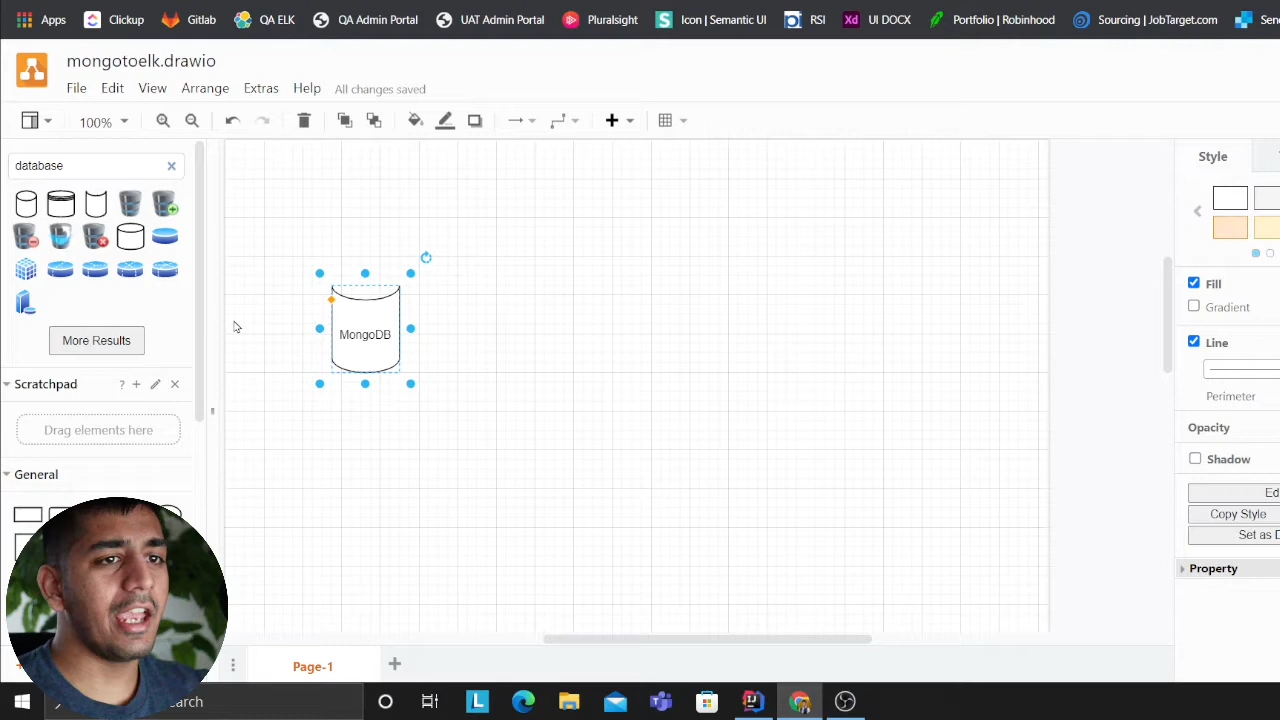 Apps Clickup Gitlab QA ELK QA Admin Portal UAT Admin Portal Pluralsight Icon | Semantic UI RSI UI DOCX Portfolio | Robinhood Sourcing | JobTarget.com
mongotoelk.drawio
File Edit View Arrange Extras Help All changes saved
100%
database
Style
Fill
Gradient
MongoDB
More Results
Line
Scratchpad ?
Perimeter
Drag elements here
Opacity
General
Shadow
Copy Style
Set as
Property
Page-1